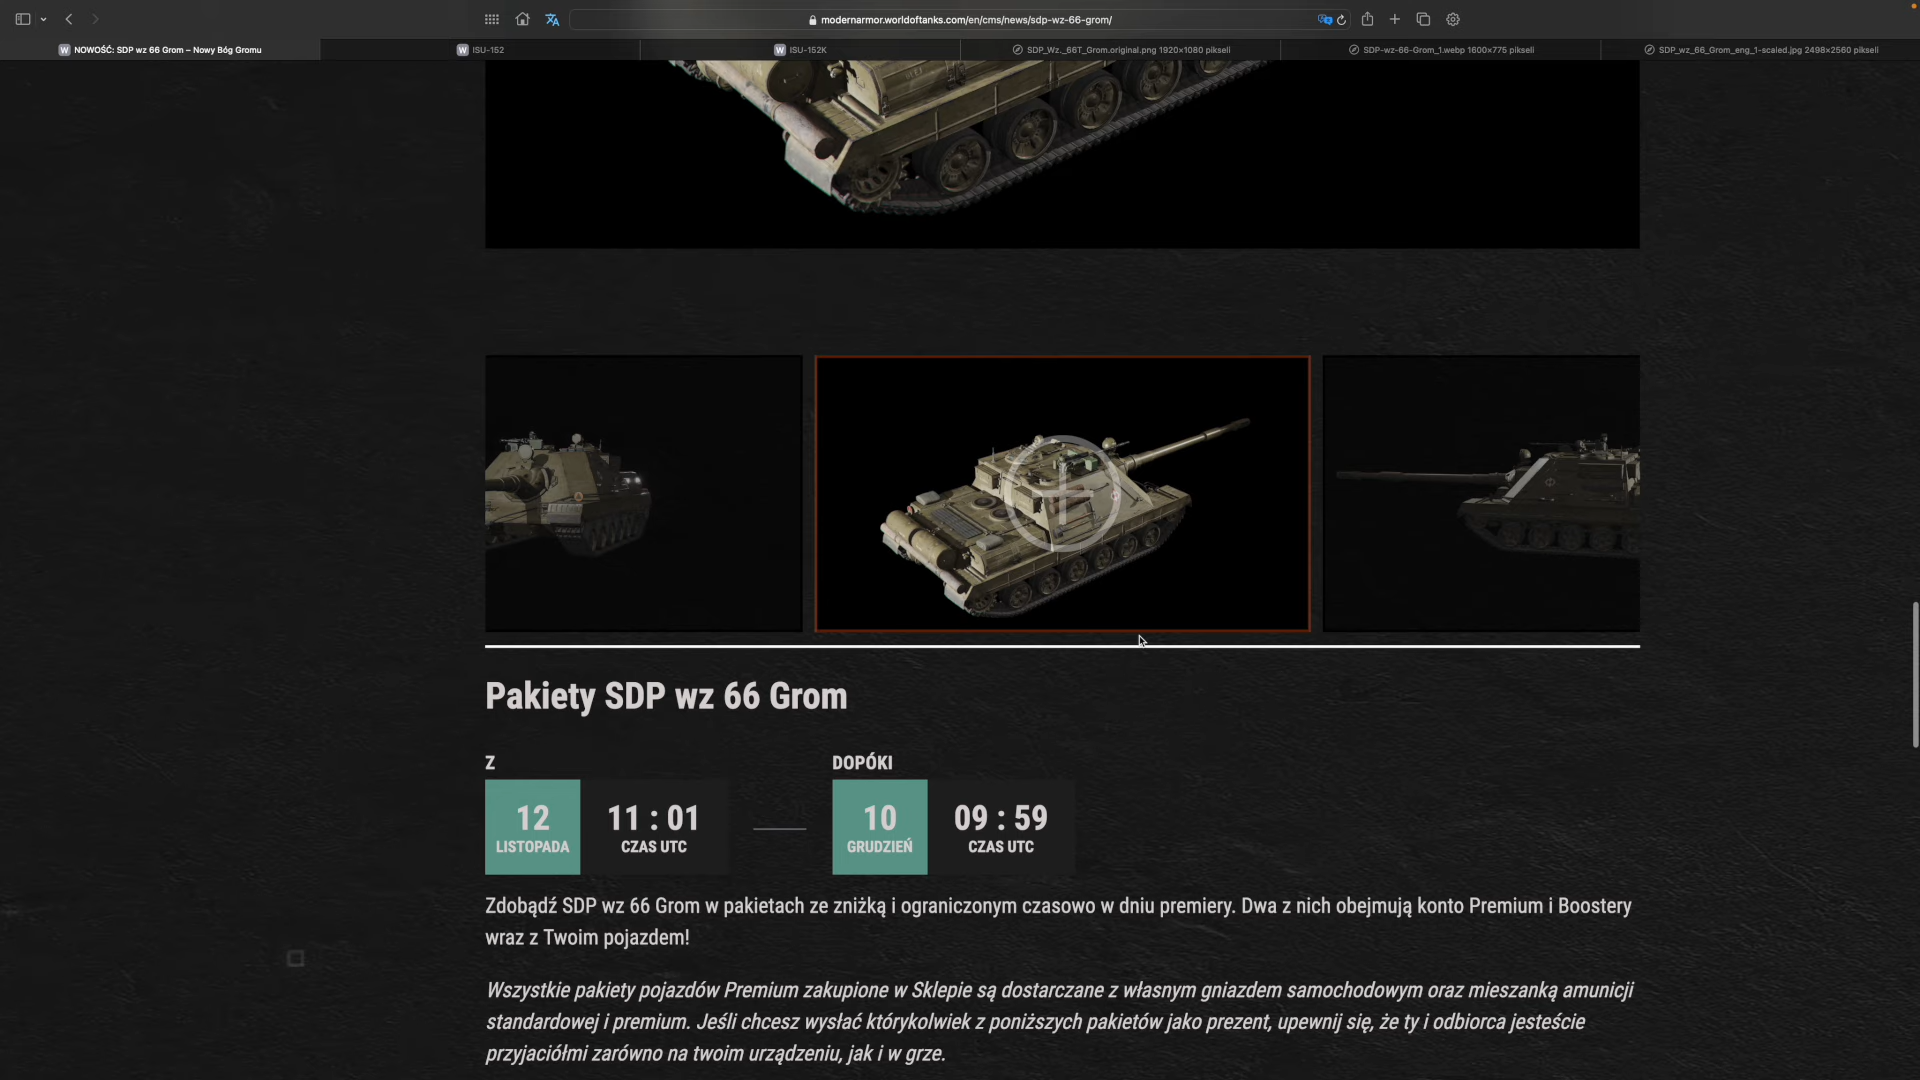 modernarmor.worldoftanks.com/en/cms/news/sdp-wz-66-grom/
NOWOŚĆ: SDP wz 66 Grom – Nowy Bóg Gromu
ISU-152
ISU-152K
SDP_Wz._66T_Grom.original.png 1920×1080 pikseli
SDP-wz-66-Grom_1.webp 1600×775 pikseli
SDP_wz_66_Grom_eng_1-scaled.jpg 2498×2560 pikseli
Pakiety SDP wz 66 Grom
Z
DOPÓKI
12
LISTOPADA
11 : 01
CZAS UTC
10
GRUDZIEŃ
09 : 59
CZAS UTC
Zdobądź SDP wz 66 Grom w pakietach ze zniżką i ograniczonym czasowo w dniu premiery. Dwa z nich obejmują konto Premium i Boostery
wraz z Twoim pojazdem!
Wszystkie pakiety pojazdów Premium zakupione w Sklepie są dostarczane z własnym gniazdem samochodowym oraz mieszanką amunicji
standardowej i premium. Jeśli chcesz wysłać którykolwiek z poniższych pakietów jako prezent, upewnij się, że ty i odbiorca jesteście
przyjaciółmi zarówno na twoim urządzeniu, jak i w grze.